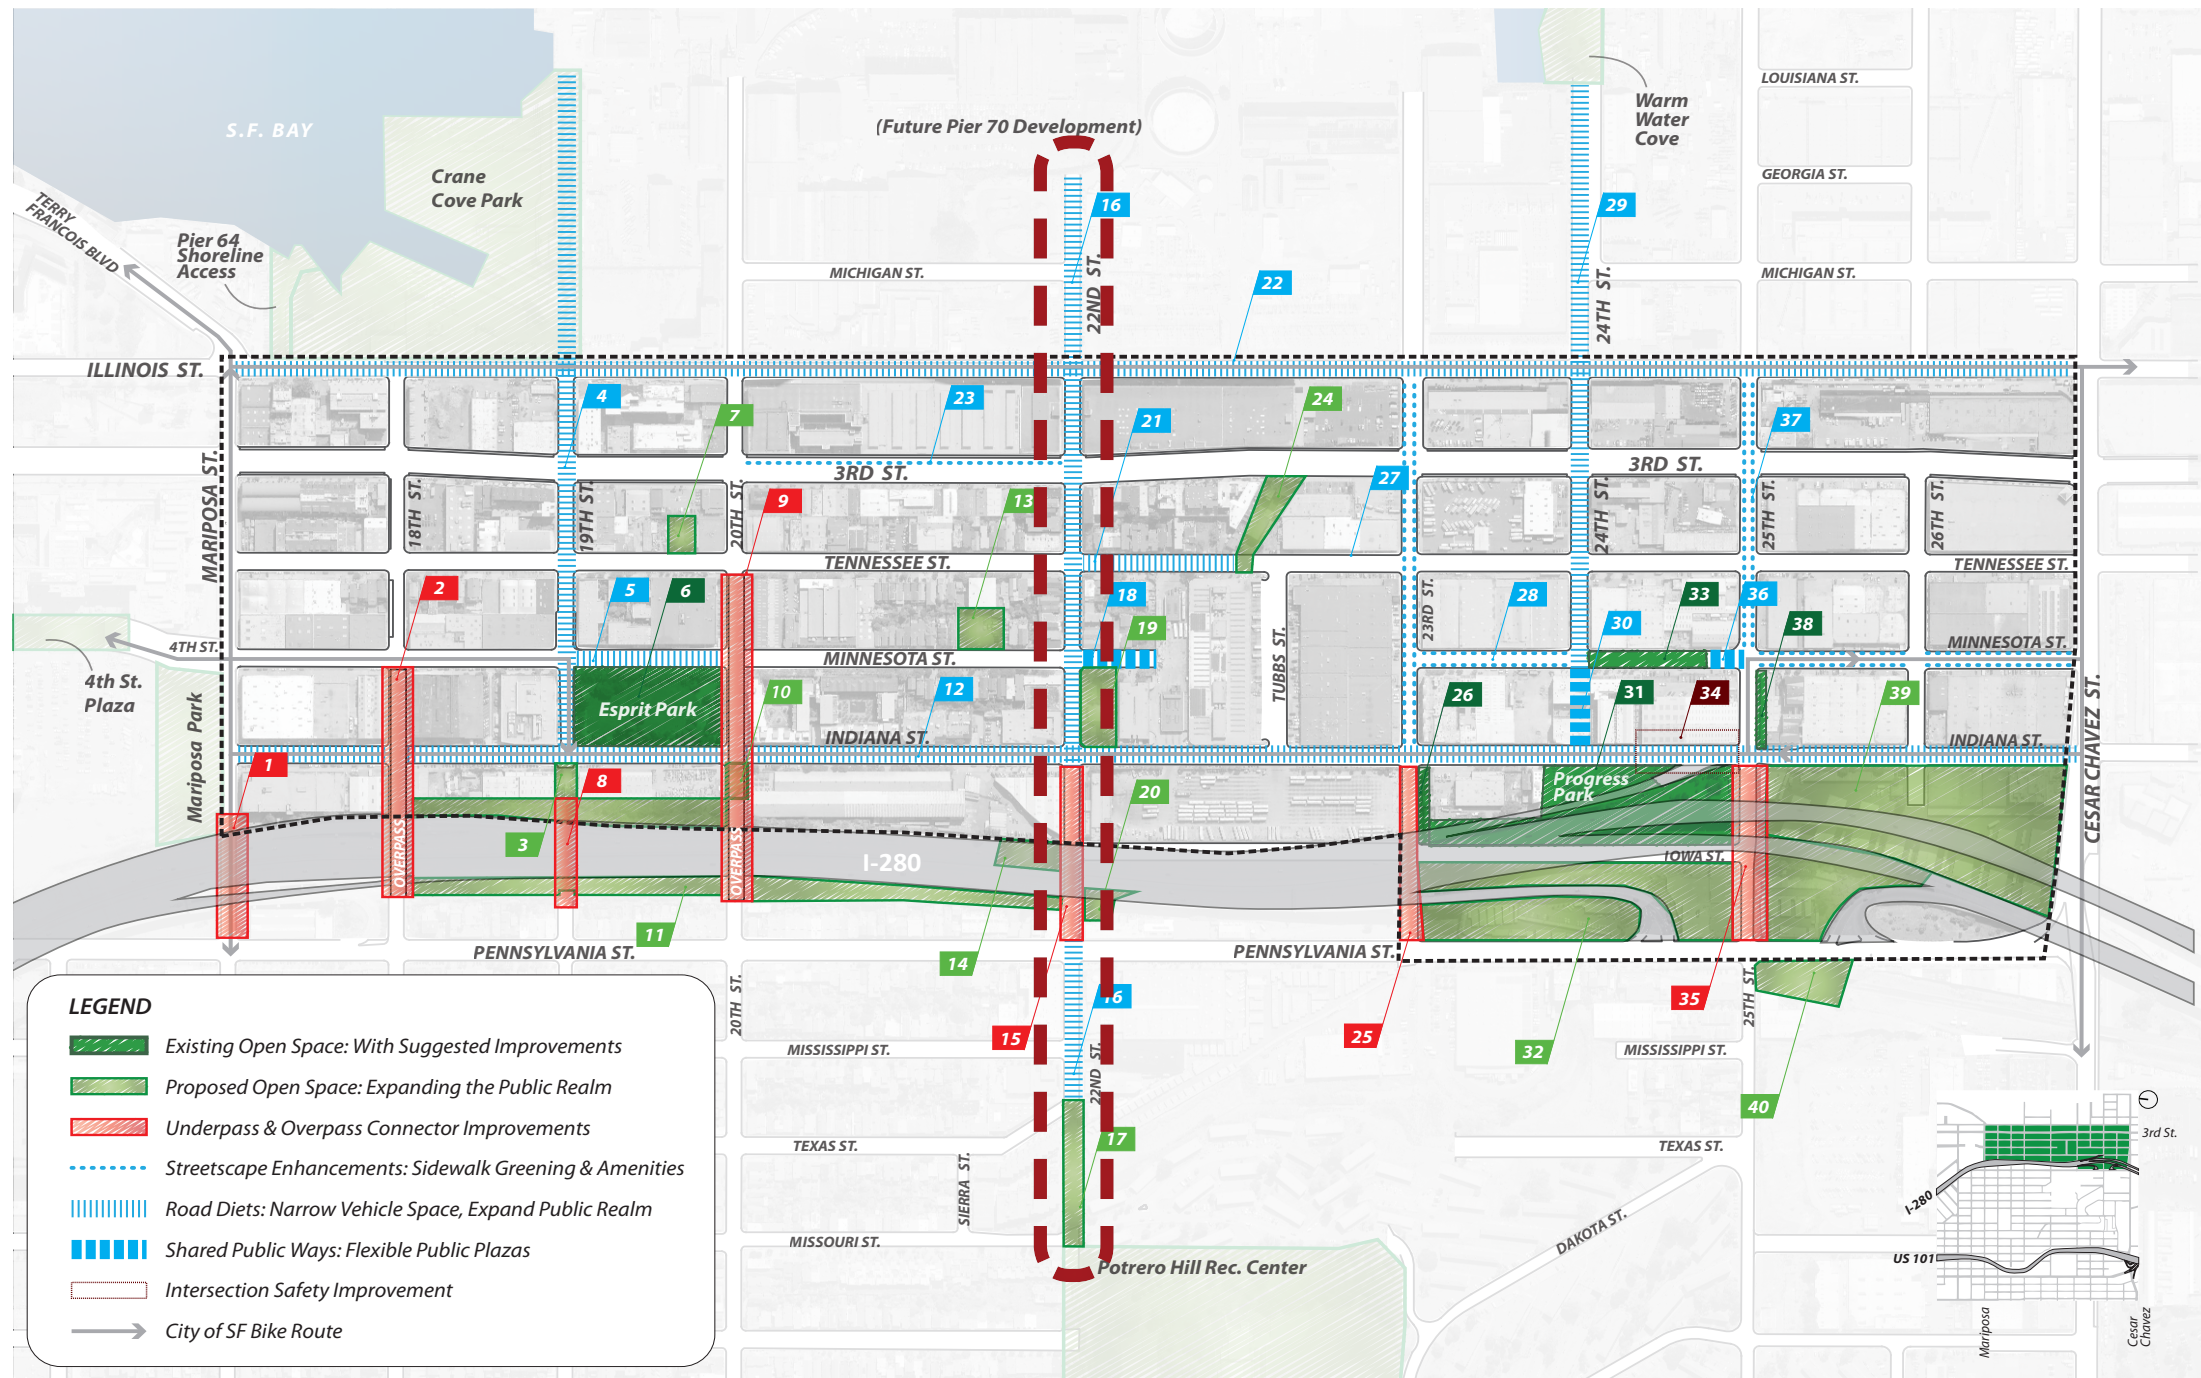 LOUISIANA ST.
Warm
Water
Cove
(Future Pier 70 Development)
S.F. BAY
Crane
Cove Park
GEORGIA ST.
TERRY
FRANCOIS BLVD
Pier 64
Shoreline
Access
16
29
MICHIGAN ST.
22ND ST.
22
MICHIGAN ST.
24TH ST.
ILLINOIS ST.
4
7
23
21
24
37
MARIPOSA ST.
3RD ST.
3RD ST.
27
18TH ST.
19TH ST.
20TH ST.
9
13
24TH ST.
25TH ST.
26TH ST.
TENNESSEE ST.
TENNESSEE ST.
2
5
6
18
19
23RD ST.
28
30
33
36
38
4TH ST.
MINNESOTA ST.
MINNESOTA ST.
TUBBS ST.
4th St.
Plaza
Mariposa Park
Esprit Park
10
12
26
31
34
39
INDIANA ST.
INDIANA ST.
CESAR CHAVEZ ST.
1
8
20
Progress
Park
3
OVERPASS
OVERPASS
I-280
IOWA ST.
11
14
PENNSYLVANIA ST.
PENNSYLVANIA ST.
20TH ST.
16
15
25
32
35
25TH ST.
LEGEND
Existing Open Space: With Suggested Improvements
Proposed Open Space: Expanding the Public Realm
Underpass & Overpass Connector Improvements
Streetscape Enhancements: Sidewalk Greening & Amenities
Road Diets: Narrow Vehicle Space, Expand Public Realm
Shared Public Ways: Flexible Public Plazas
Intersection Safety Improvement
City of SF Bike Route
MISSISSIPPI ST.
22ND ST.
MISSISSIPPI ST.
40
17
TEXAS ST.
TEXAS ST.
SIERRA ST.
MISSOURI ST.
DAKOTA ST.
Potrero Hill Rec. Center
3rd St.
I-280
US 101
Mariposa
Cesar
Chavez